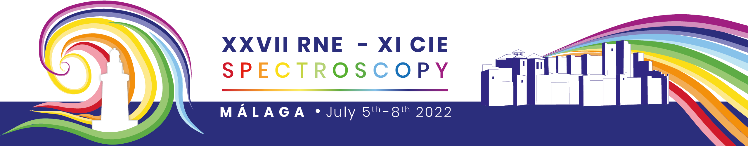 XXVII RNE - XI CIE
SPECTROSCOPY
MÁLAGA • July 5th-8th 2022